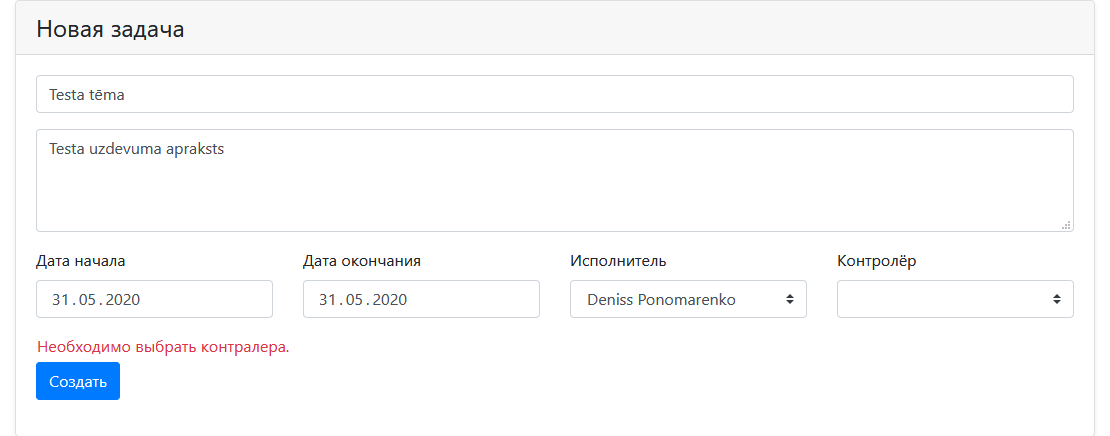 Новая задача
Testa tēma
Testa uzdevuma apraksts
Дата начала Дата окончания Исполнитель Контролёр
31.05.2020 31.05.2020 Deniss Ponomarenko
Необходимо выбрать контралера.
Создать